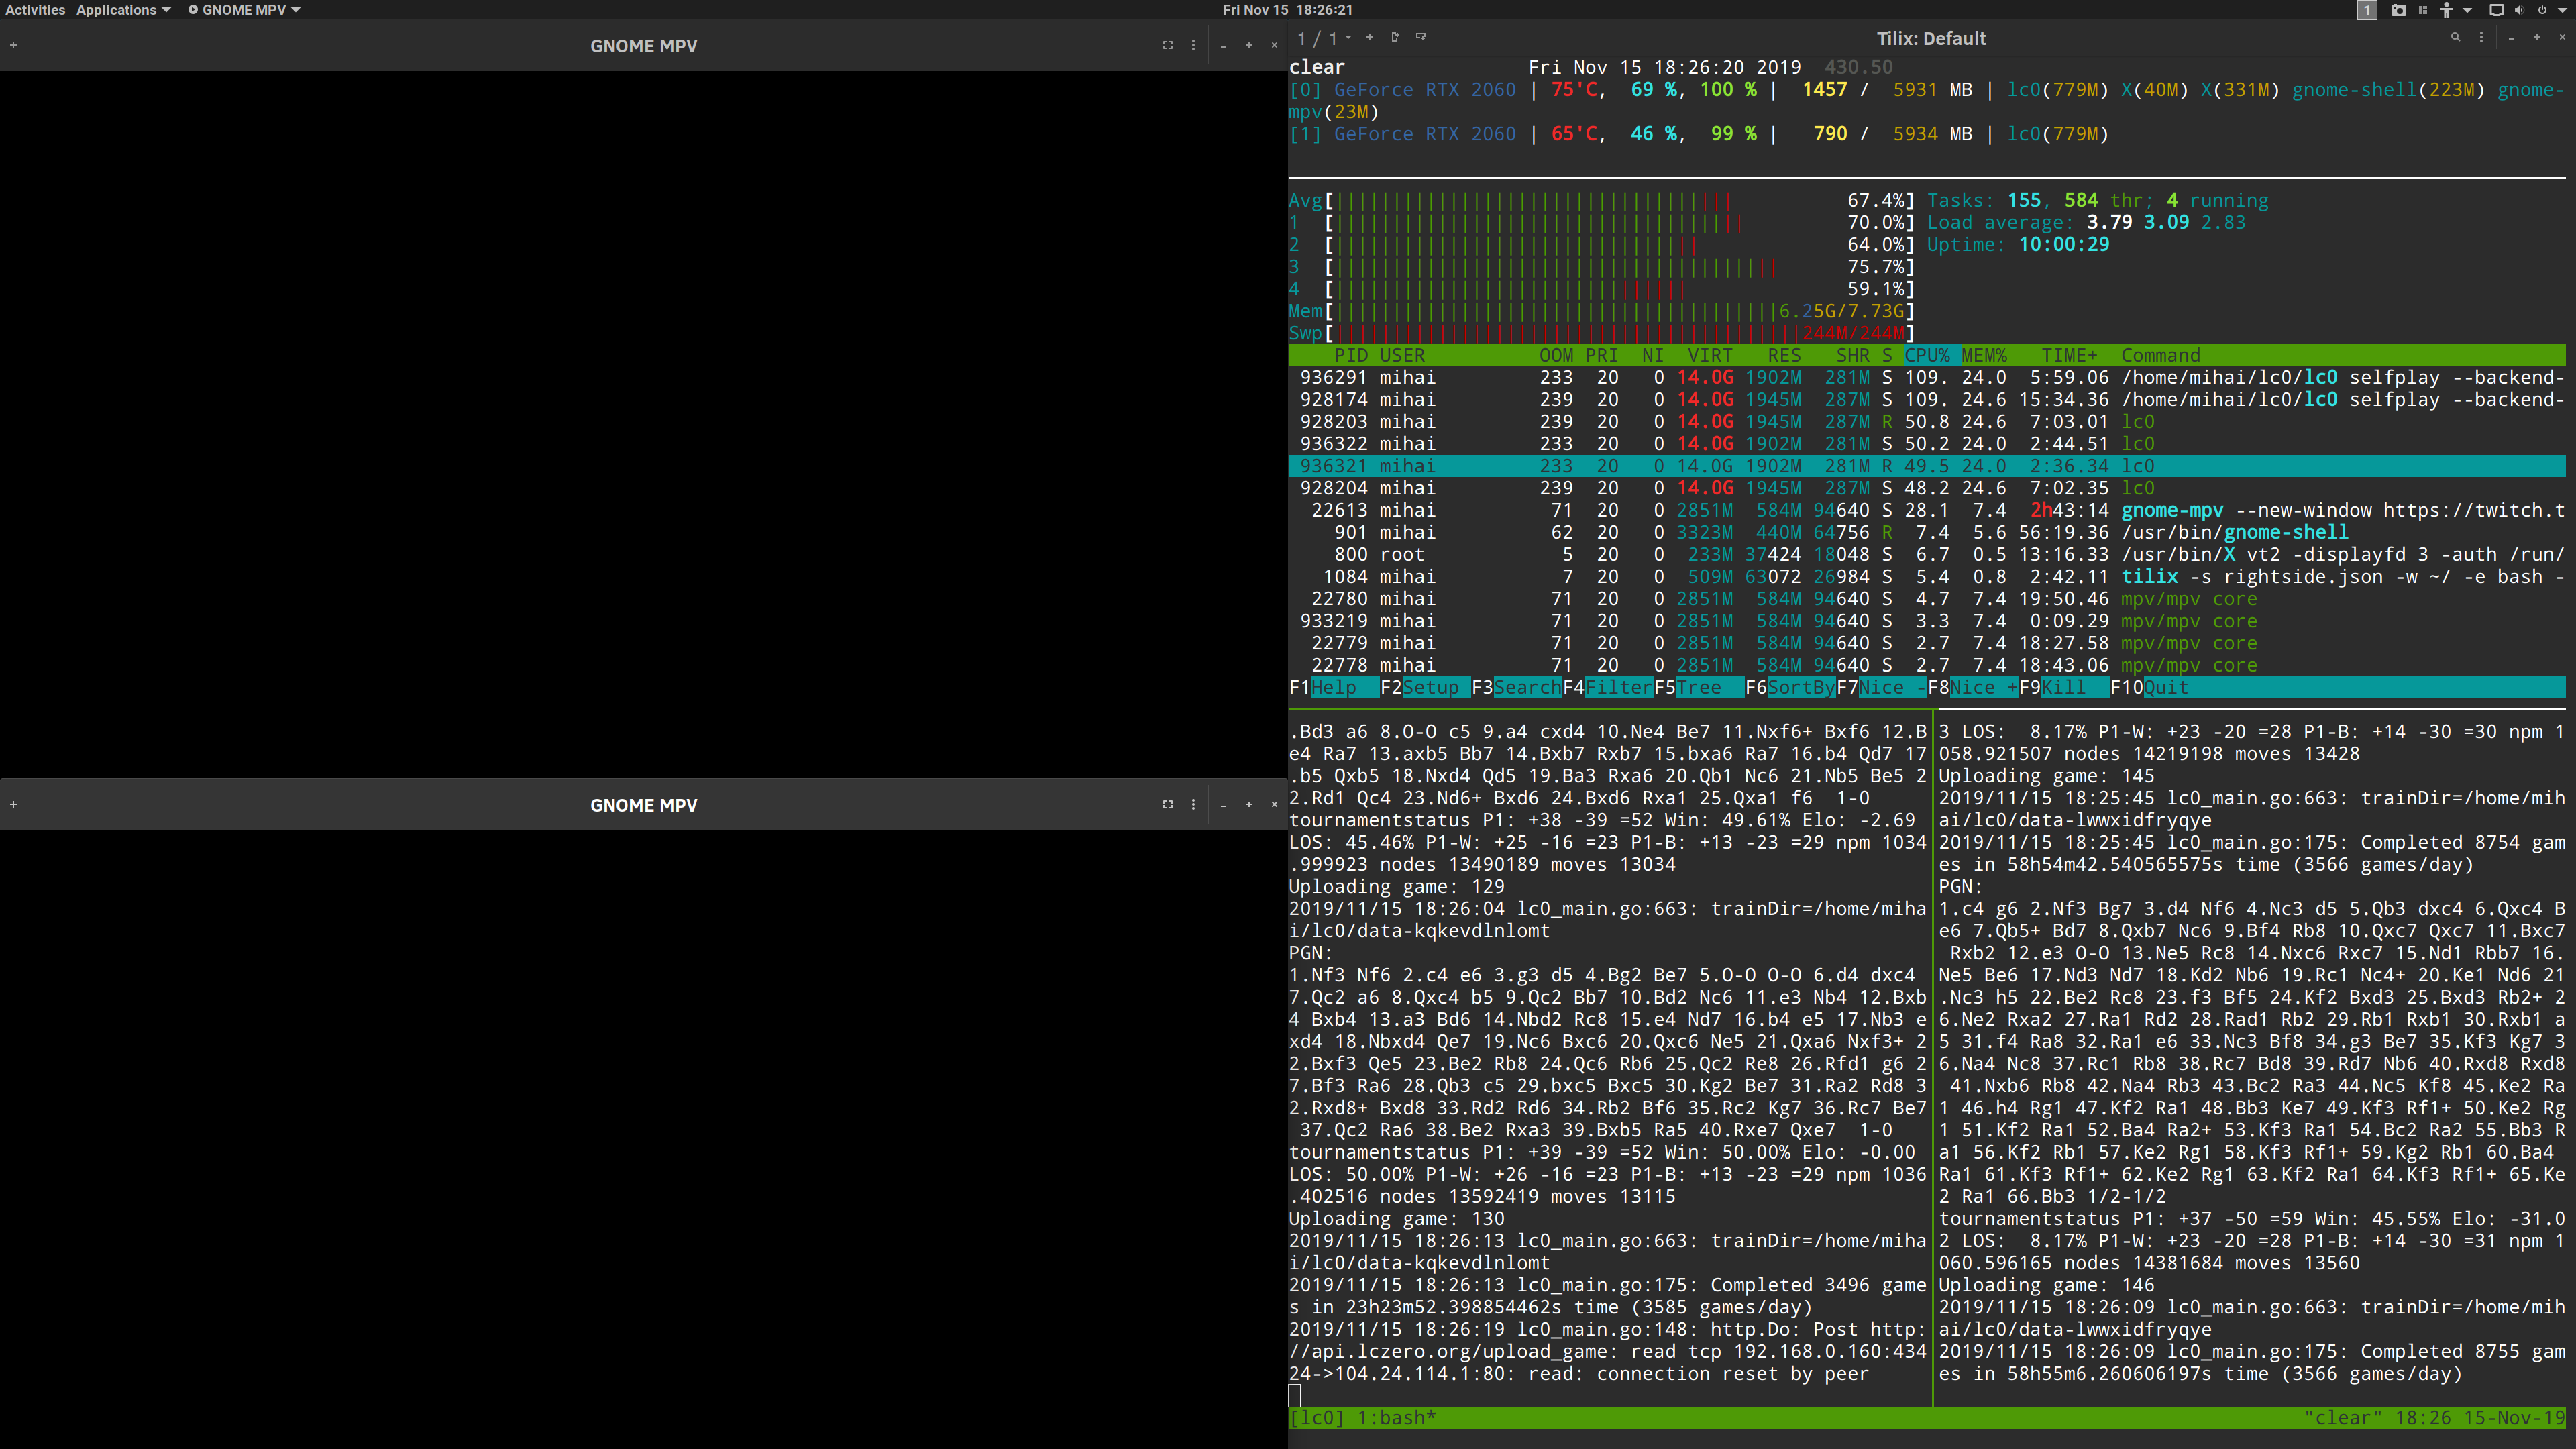 Activities Applications GNOME MPV Fri Nov 15 18:26:21 1
GNOME MPV
GNOME MPV
1 / 1 Tilix: Default
clear Fri Nov 15 18:26:20 2019 430.50
[0] GeForce RTX 2060 | 75'C, 69 %, 100 % | 1457 / 5931 MB | lc0(779M) X(40M) X(331M) gnome-shell(223M) gnome-
mpv(23M)
[1] GeForce RTX 2060 | 65'C, 46 %, 99 % | 790 / 5934 MB | lc0(779M)
Avg[ 67.4%] Tasks: 155, 584 thr; 4 running
1 [ 70.0%] Load average: 3.79 3.09 2.83
2 [ 64.0%] Uptime: 10:00:29
3 [ 75.7%]
4 [ 59.1%]
Mem[ 6.25G/7.73G]
Swp[ 244M/244M]
PID USER OOM PRI NI VIRT RES SHR S CPU% MEM% TIME+ Command
936291 mihai 233 20 0 14.0G 1902M 281M S 109. 24.0 5:59.06 /home/mihai/lc0/lc0 selfplay --backend-
928174 mihai 239 20 0 14.0G 1945M 287M S 109. 24.6 15:34.36 /home/mihai/lc0/lc0 selfplay --backend-
928203 mihai 239 20 0 14.0G 1945M 287M R 50.8 24.6 7:03.01 lc0
936322 mihai 233 20 0 14.0G 1902M 281M S 50.2 24.0 2:44.51 lc0
936321 mihai 233 20 0 14.0G 1902M 281M R 49.5 24.0 2:36.34 lc0
928204 mihai 239 20 0 14.0G 1945M 287M S 48.2 24.6 7:02.35 lc0
22613 mihai 71 20 0 2851M 584M 94640 S 28.1 7.4 2h43:14 gnome-mpv --new-window https://twitch.t
901 mihai 62 20 0 3323M 440M 64756 R 7.4 5.6 56:19.36 /usr/bin/gnome-shell
800 root 5 20 0 233M 37424 18048 S 6.7 0.5 13:16.33 /usr/bin/X vt2 -displayfd 3 -auth /run/
1084 mihai 7 20 0 509M 63072 26984 S 5.4 0.8 2:42.11 tilix -s rightside.json -w ~/ -e bash -
22780 mihai 71 20 0 2851M 584M 94640 S 4.7 7.4 19:50.46 mpv/mpv core
933219 mihai 71 20 0 2851M 584M 94640 S 3.3 7.4 0:09.29 mpv/mpv core
22779 mihai 71 20 0 2851M 584M 94640 S 2.7 7.4 18:27.58 mpv/mpv core
22778 mihai 71 20 0 2851M 584M 94640 S 2.7 7.4 18:43.06 mpv/mpv core
F1Help F2Setup F3SearchF4FilterF5Tree F6SortByF7Nice -F8Nice +F9Kill F10Quit
.Bd3 a6 8.O-O c5 9.a4 cxd4 10.Ne4 Be7 11.Nxf6+ Bxf6 12.B
e4 Ra7 13.axb5 Bb7 14.Bxb7 Rxb7 15.bxa6 Ra7 16.b4 Qd7 17
.b5 Qxb5 18.Nxd4 Qd5 19.Ba3 Rxa6 20.Qb1 Nc6 21.Nb5 Be5 2
2.Rd1 Qc4 23.Nd6+ Bxd6 24.Bxd6 Rxa1 25.Qxa1 f6 1-0
tournamentstatus P1: +38 -39 =52 Win: 49.61% Elo: -2.69
LOS: 45.46% P1-W: +25 -16 =23 P1-B: +13 -23 =29 npm 1034
.999923 nodes 13490189 moves 13034
Uploading game: 129
2019/11/15 18:26:04 lc0_main.go:663: trainDir=/home/miha
i/lc0/data-kqkevdlnlomt
PGN:
1.Nf3 Nf6 2.c4 e6 3.g3 d5 4.Bg2 Be7 5.O-O O-O 6.d4 dxc4
7.Qc2 a6 8.Qxc4 b5 9.Qc2 Bb7 10.Bd2 Nc6 11.e3 Nb4 12.Bxb
4 Bxb4 13.a3 Bd6 14.Nbd2 Rc8 15.e4 Nd7 16.b4 e5 17.Nb3 e
xd4 18.Nbxd4 Qe7 19.Nc6 Bxc6 20.Qxc6 Ne5 21.Qxa6 Nxf3+ 2
2.Bxf3 Qe5 23.Be2 Rb8 24.Qc6 Rb6 25.Qc2 Re8 26.Rfd1 g6 2
7.Bf3 Ra6 28.Qb3 c5 29.bxc5 Bxc5 30.Kg2 Be7 31.Ra2 Rd8 3
2.Rxd8+ Bxd8 33.Rd2 Rd6 34.Rb2 Bf6 35.Rc2 Kg7 36.Rc7 Be7
37.Qc2 Ra6 38.Be2 Rxa3 39.Bxb5 Ra5 40.Rxe7 Qxe7 1-0
tournamentstatus P1: +39 -39 =52 Win: 50.00% Elo: -0.00
LOS: 50.00% P1-W: +26 -16 =23 P1-B: +13 -23 =29 npm 1036
.402516 nodes 13592419 moves 13115
Uploading game: 130
2019/11/15 18:26:13 lc0_main.go:663: trainDir=/home/miha
i/lc0/data-kqkevdlnlomt
2019/11/15 18:26:13 lc0_main.go:175: Completed 3496 game
s in 23h23m52.398854462s time (3585 games/day)
2019/11/15 18:26:19 lc0_main.go:148: http.Do: Post http:
//api.lczero.org/upload_game: read tcp 192.168.0.160:434
24->104.24.114.1:80: read: connection reset by peer
3 LOS: 8.17% P1-W: +23 -20 =28 P1-B: +14 -30 =30 npm 1
058.921507 nodes 14219198 moves 13428
Uploading game: 145
2019/11/15 18:25:45 lc0_main.go:663: trainDir=/home/mih
ai/lc0/data-lwwxidfryqye
2019/11/15 18:25:45 lc0_main.go:175: Completed 8754 gam
es in 58h54m42.540565575s time (3566 games/day)
PGN:
1.c4 g6 2.Nf3 Bg7 3.d4 Nf6 4.Nc3 d5 5.Qb3 dxc4 6.Qxc4 B
e6 7.Qb5+ Bd7 8.Qxb7 Nc6 9.Bf4 Rb8 10.Qxc7 Qxc7 11.Bxc7
Rxb2 12.e3 O-O 13.Ne5 Rc8 14.Nxc6 Rxc7 15.Nd1 Rbb7 16.
Ne5 Be6 17.Nd3 Nd7 18.Kd2 Nb6 19.Rc1 Nc4+ 20.Ke1 Nd6 21
.Nc3 h5 22.Be2 Rc8 23.f3 Bf5 24.Kf2 Bxd3 25.Bxd3 Rb2+ 2
6.Ne2 Rxa2 27.Ra1 Rd2 28.Rad1 Rb2 29.Rb1 Rxb1 30.Rxb1 a
5 31.f4 Ra8 32.Ra1 e6 33.Nc3 Bf8 34.g3 Be7 35.Kf3 Kg7 3
6.Na4 Nc8 37.Rc1 Rb8 38.Rc7 Bd8 39.Rd7 Nb6 40.Rxd8 Rxd8
41.Nxb6 Rb8 42.Na4 Rb3 43.Bc2 Ra3 44.Nc5 Kf8 45.Ke2 Ra
1 46.h4 Rg1 47.Kf2 Ra1 48.Bb3 Ke7 49.Kf3 Rf1+ 50.Ke2 Rg
1 51.Kf2 Ra1 52.Ba4 Ra2+ 53.Kf3 Ra1 54.Bc2 Ra2 55.Bb3 R
a1 56.Kf2 Rb1 57.Ke2 Rg1 58.Kf3 Rf1+ 59.Kg2 Rb1 60.Ba4
Ra1 61.Kf3 Rf1+ 62.Ke2 Rg1 63.Kf2 Ra1 64.Kf3 Rf1+ 65.Ke
2 Ra1 66.Bb3 1/2-1/2
tournamentstatus P1: +37 -50 =59 Win: 45.55% Elo: -31.0
2 LOS: 8.17% P1-W: +23 -20 =28 P1-B: +14 -30 =31 npm 1
060.596165 nodes 14381684 moves 13560
Uploading game: 146
2019/11/15 18:26:09 lc0_main.go:663: trainDir=/home/mih
ai/lc0/data-lwwxidfryqye
2019/11/15 18:26:09 lc0_main.go:175: Completed 8755 gam
es in 58h55m6.260606197s time (3566 games/day)
[lc0] 1:bash* "clear" 18:26 15-Nov-19